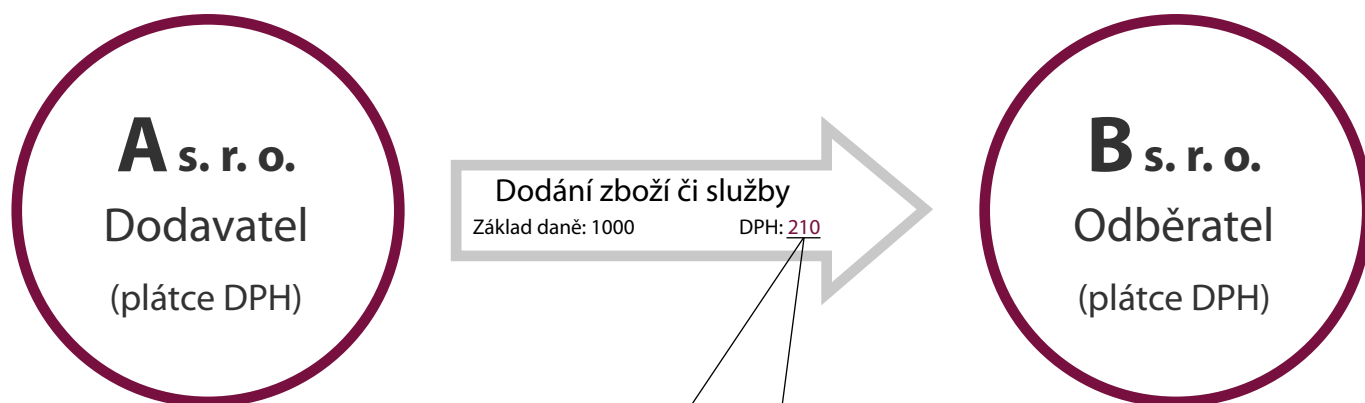 A s. r. o.
Dodavatel
(plátce DPH)
Dodání zboží či služby
Základ daně: 1000 DPH: 210
B s. r. o.
Odběratel
(plátce DPH)